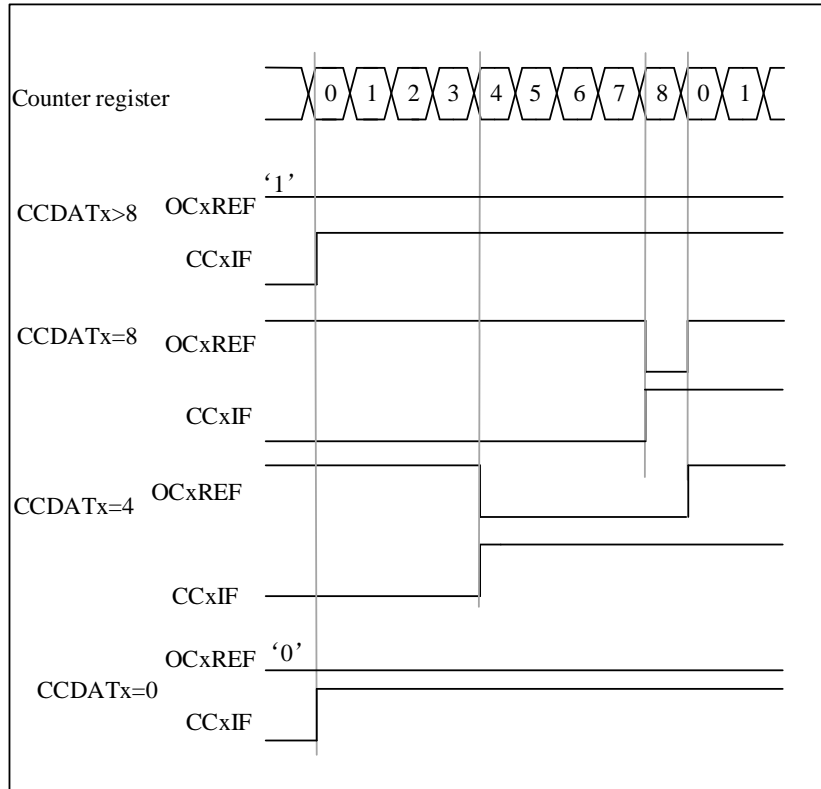 Counter register 0 1 2 3 4 5 6 7 8 0 1
‘1’
CCDATx>8 OCxREF
CCxIF
CCDATx=8 OCxREF
CCxIF
CCDATx=4 OCxREF
CCxIF
OCxREF ‘0’
CCDATx=0
CCxIF